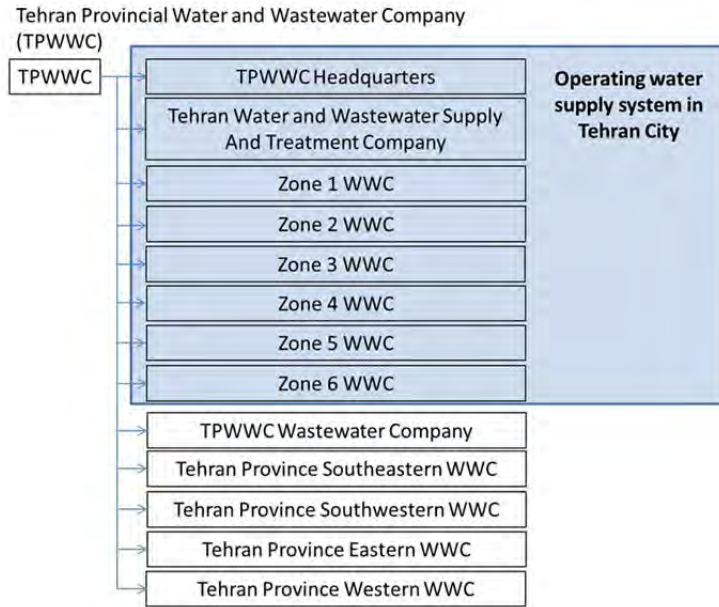 Tehran Provincial Water and Wastewater Company
(TPWWC)
TPWWC
TPWWC Headquarters
Operating water
supply system in
Tehran City
Tehran Water and Wastewater Supply
And Treatment Company
Zone 1 WWC
Zone 2 WWC
Zone 3 WWC
Zone 4 WWC
Zone 5 WWC
Zone 6 WWC
TPWWC Wastewater Company
Tehran Province Southeastern WWC
Tehran Province Southwestern WWC
Tehran Province Eastern WWC
Tehran Province Western WWC